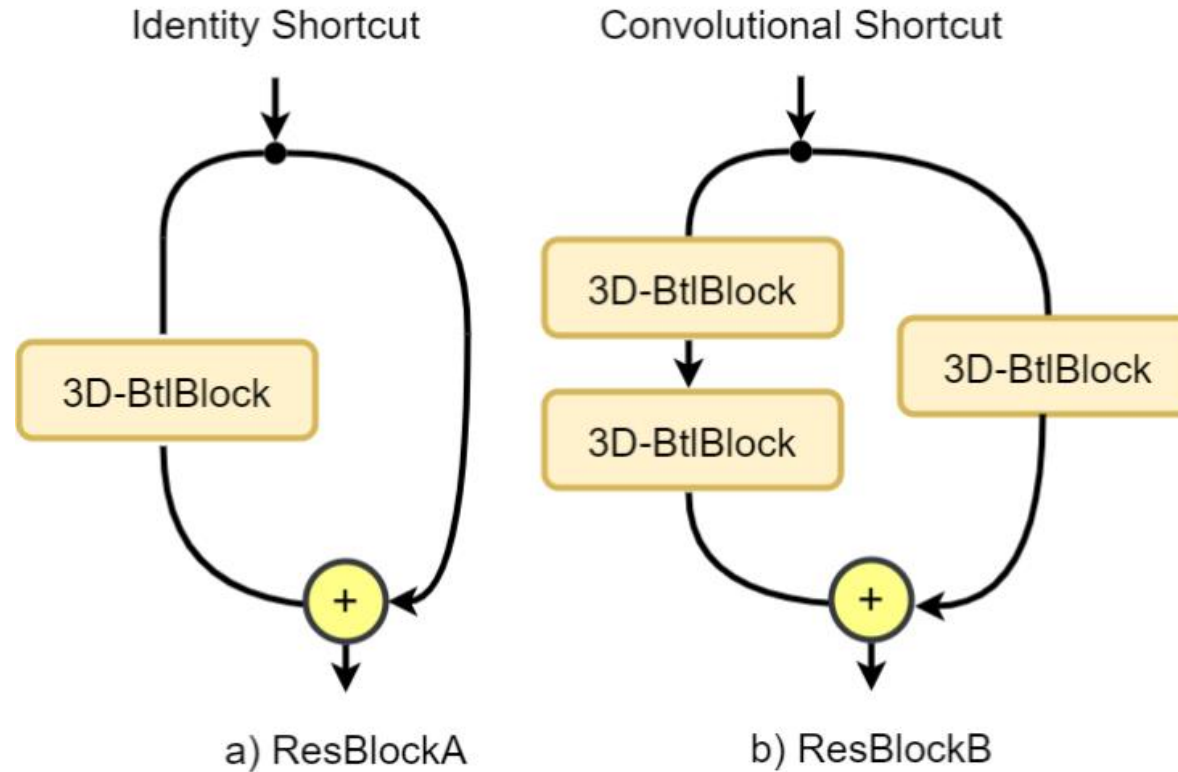 Identity Shortcut
Convolutional Shortcut
3D-BtlBlock
3D-BtlBlock
3D-BtlBlock
3D-BtlBlock
+
+
a) ResBlockA
b) ResBlockB